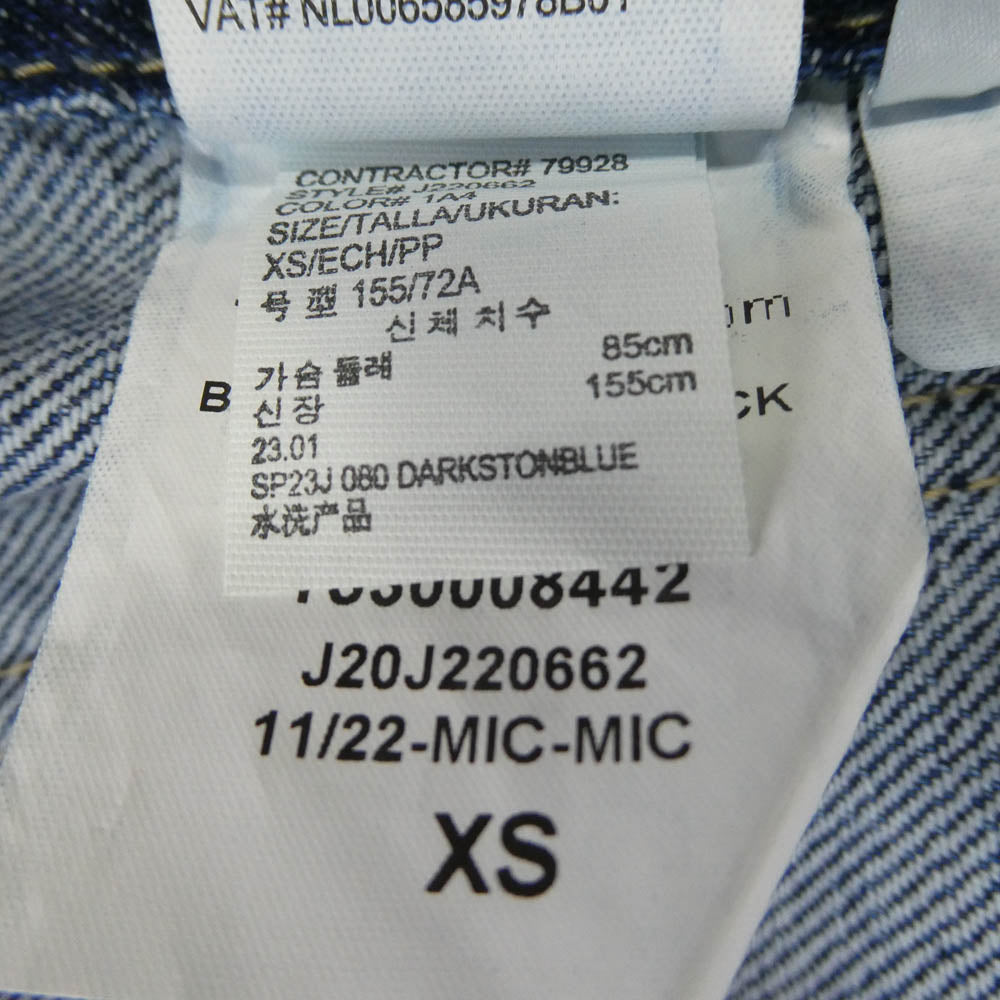 VAT# NL006585978B01
CONTRACTOR# 79928
STYLE# J220662
COLOR# 1A4
SIZE/TALLA/UKURAN:
XS/ECH/PP
号 型 155/72A
신 체 치 수
가슴 둘레 85cm
신 장 155cm
23.01
SP23J 080 DARKSTONBLUE
水洗产品
J20J220662
11/22-MIC-MIC
XS